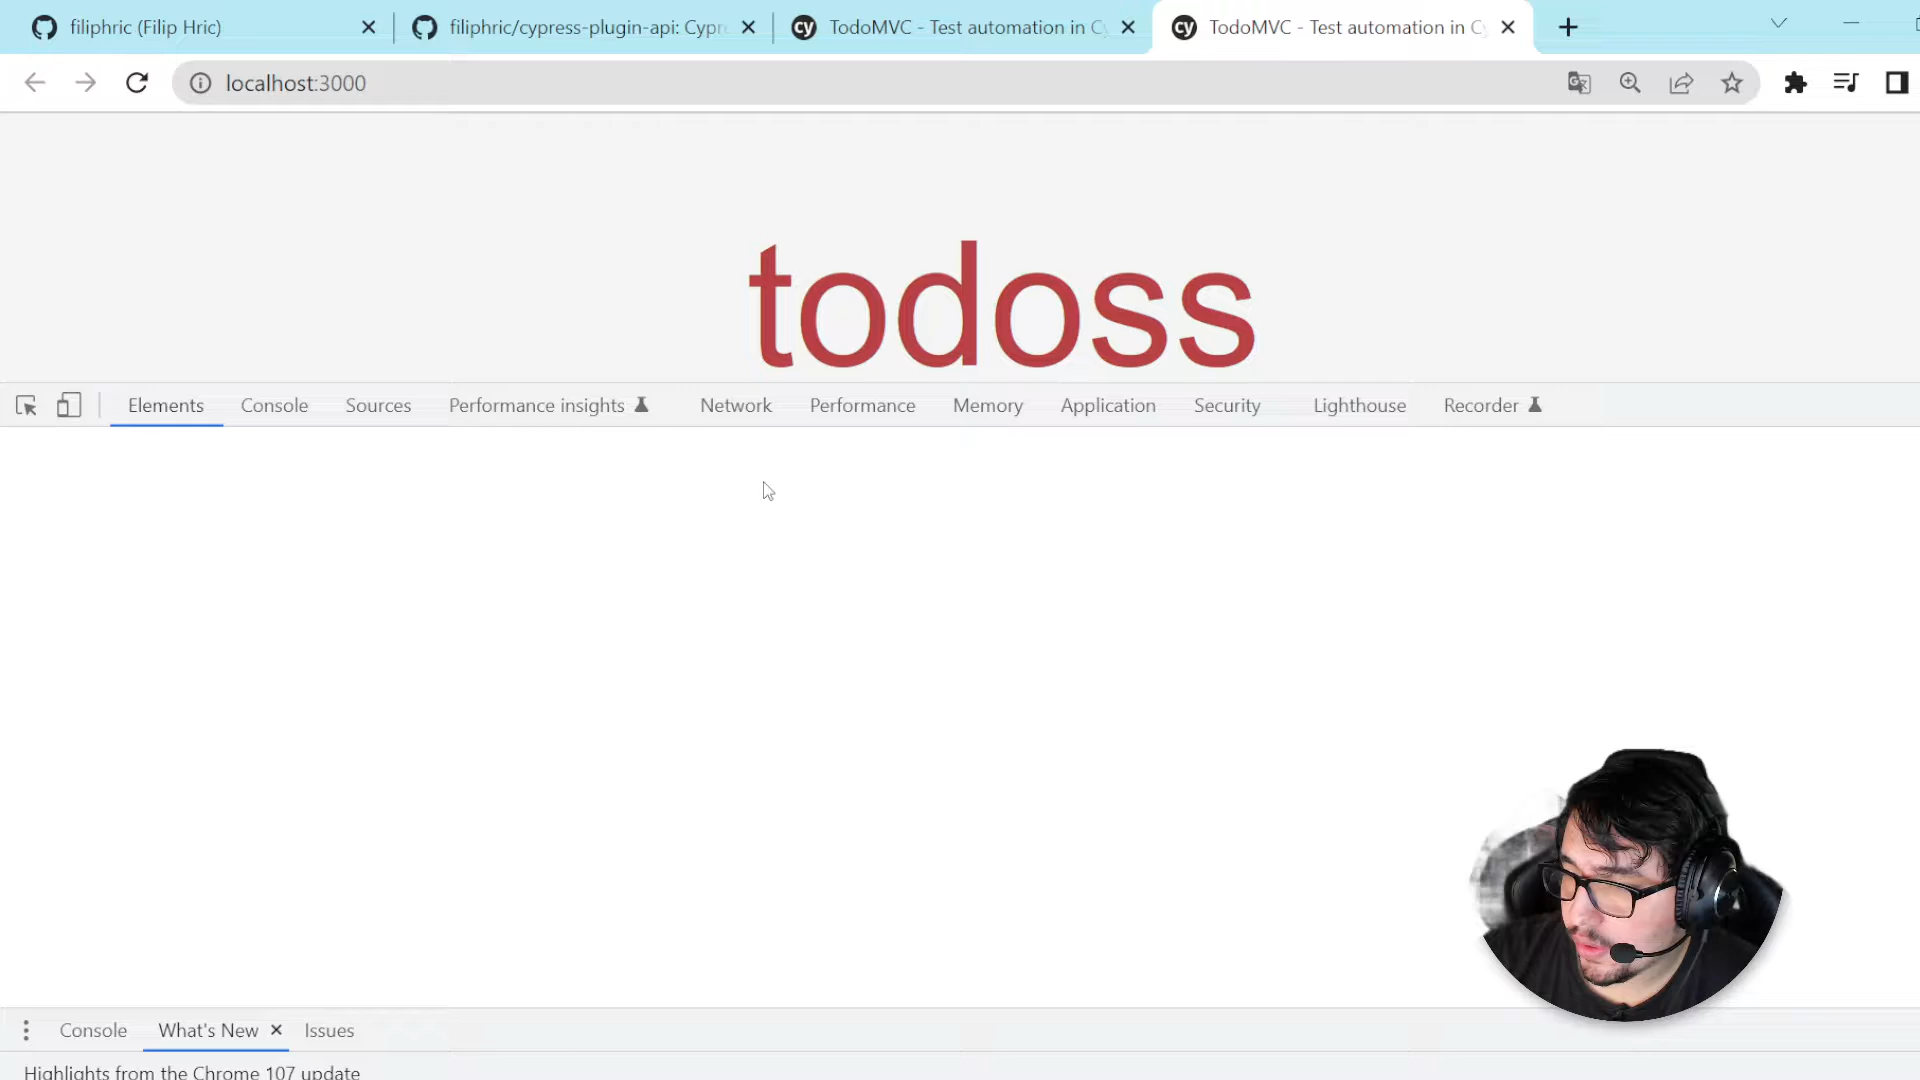 filiphric (Filip Hric)
filiphric/cypress-plugin-api: Cypr
cy TodoMVC - Test automation in C
cy TodoMVC - Test automation in C
localhost:3000
todoss
Elements Console Sources Performance insights Network Performance Memory Application Security Lighthouse Recorder
Console What's New Issues
Highlights from the Chrome 107 update